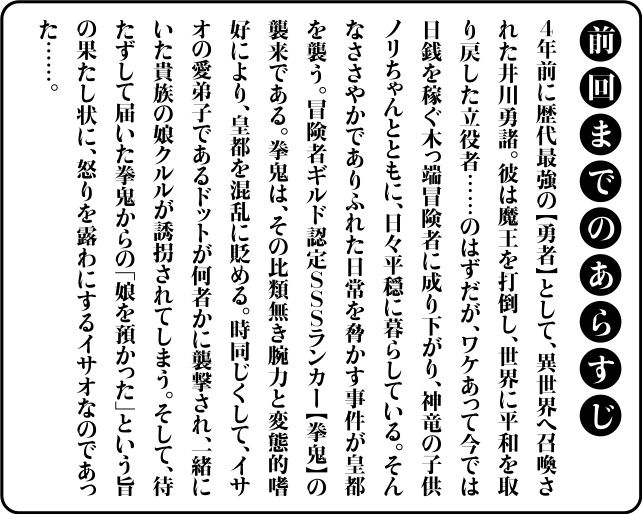 前回までのあらすじ
4年前に歴代最強の【勇者】として、異世界へ召喚さ
れた井川勇諸。彼は魔王を打倒し、世界に平和を取
り戻した立役者……のはずだが、ワケあって今では
日銭を稼ぐ木っ端冒険者に成り下がり、神竜の子供
ノリちゃんとともに、日々平穏に暮らしている。そん
なささやかでありふれた日常を脅かす事件が皇都
を襲う。冒険者ギルド認定SSSランカー【拳鬼】の
襲来である。拳鬼は、その比類無き腕力と変態的嗜
好により、皇都を混乱に貶める。時同じくして、イサ
オの愛弟子であるドットが何者かに襲撃され、一緒に
いた貴族の娘クルルが誘拐されてしまう。そして、待
たずして届いた拳鬼からの「娘を預かった」という旨
の果たし状に、怒りを露わにするイサオなのであっ
た……。